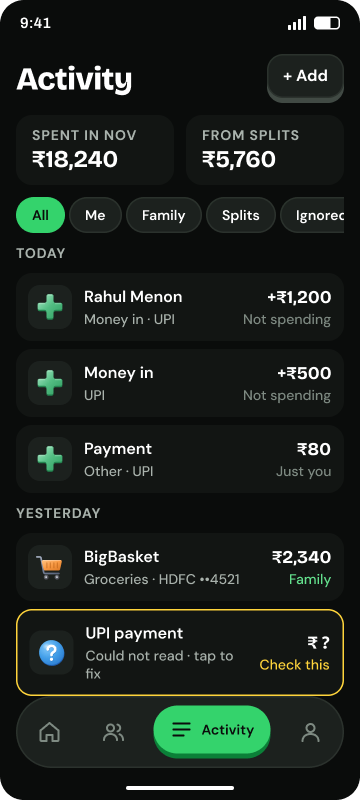 9:41
Activity
+ Add
SPENT IN NOV
₹18,240
FROM SPLITS
₹5,760
All
Me
Family
Splits
Ignored
TODAY
Rahul Menon
+₹1,200
Money in · UPI
Not spending
Money in
+₹500
UPI
Not spending
Payment
₹80
Other · UPI
Just you
YESTERDAY
BigBasket
₹2,340
Groceries · HDFC ••4521
Family
UPI payment
₹ ?
Could not read · tap to
fix
Check this
Activity